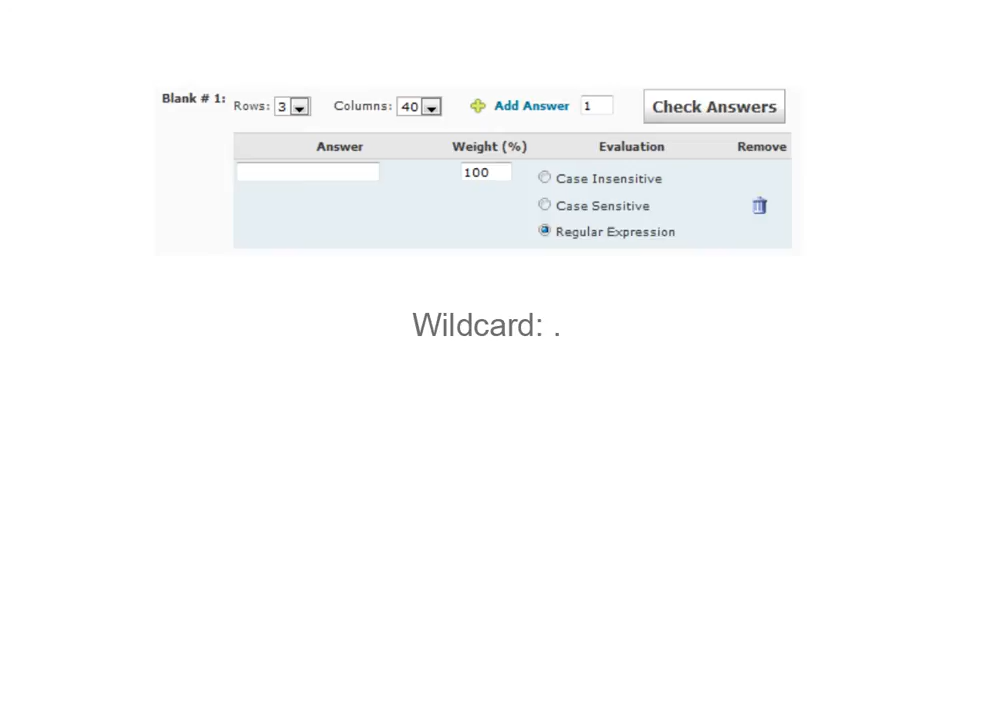 Blank # 1: Rows: 3 Columns: 40 Add Answer 1 Check Answers
Answer Weight (%) Evaluation Remove
100 Case Insensitive
Case Sensitive
Regular Expression
Wildcard: .